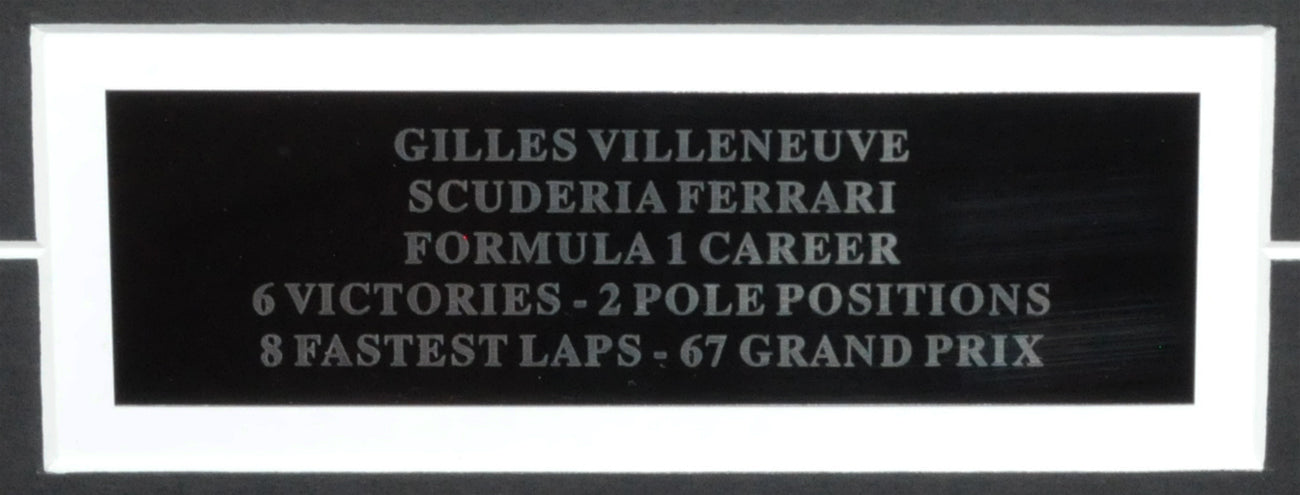 GILLES VILLENEUVE
SCUDERIA FERRARI
FORMULA 1 CAREER
6 VICTORIES - 2 POLE POSITIONS
8 FASTEST LAPS - 67 GRAND PRIX